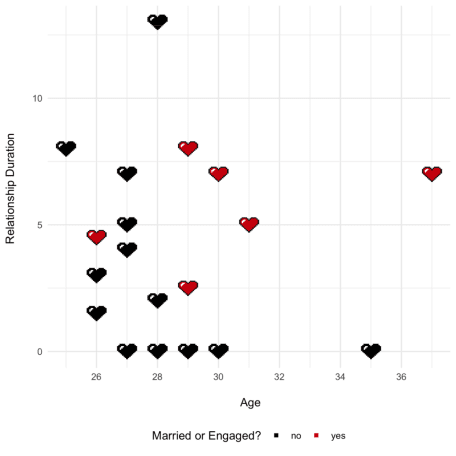 Relationship Duration
10
5
0
26 28 30 32 34 36
Age
Married or Engaged? no yes